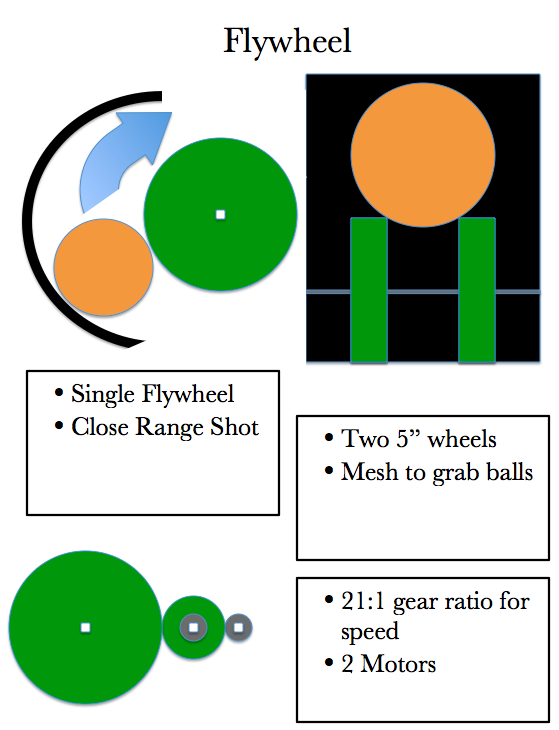 Flywheel
• Single Flywheel
• Close Range Shot
• Two 5” wheels
• Mesh to grab balls
• 21:1 gear ratio for
speed
• 2 Motors